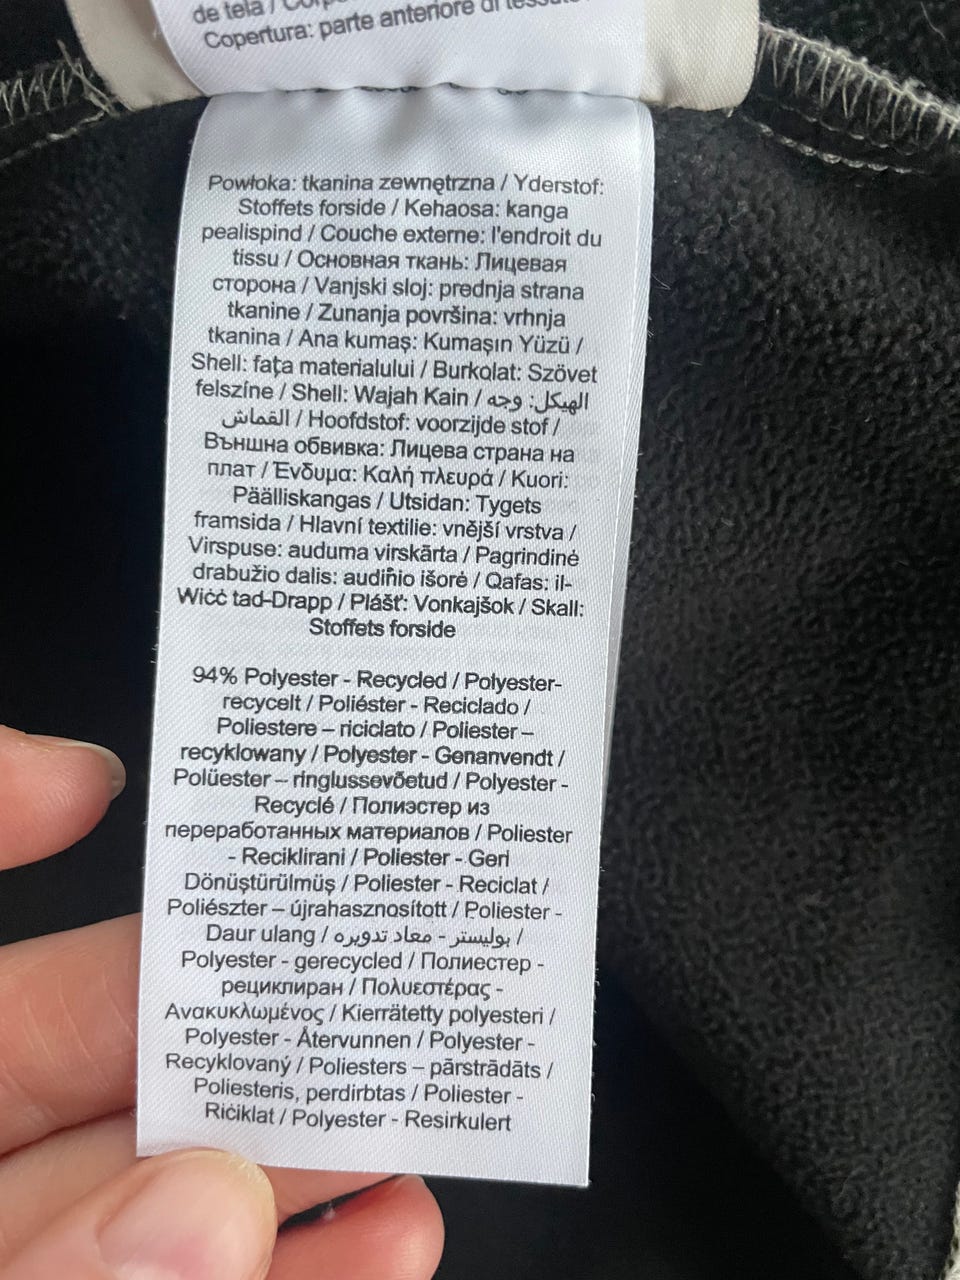 de tela /
Copertura: parte anteriore di tessuto
Powłoka: tkanina zewnętrzna / Yderstof:
Stoffets forside / Kehaosa: kanga
pealispind / Couche externe: l'endroit du
tissu / Основная ткань: Лицевая
сторона / Vanjski sloj: prednja strana
tkanine / Zunanja površina: vrhnja
tkanina / Ana kumaş: Kumaşın Yüzü /
Shell: fața materialului / Burkolat: Szövet
felszíne / Shell: Wajah Kain / الهيكل: وجه
القماش / Hoofdstof: voorzijde stof /
Външна обвивка: Лицева страна на
плат / Ένδυμα: Καλή πλευρά / Kuori:
Päälliskangas / Utsidan: Tygets
framsida / Hlavní textilie: vnější vrstva /
Virspuse: auduma virskārta / Pagrindinė
drabužio dalis: audinio išorė / Qafas: il-
Wiċċ tad-Drapp / Plášť: Vonkajšok / Skall:
Stoffets forside
94% Polyester - Recycled / Polyester-
recycelt / Poliéster - Reciclado /
Poliestere – riciclato / Poliester –
recyklowany / Polyester - Genanvendt /
Polüester – ringlussevõetud / Polyester -
Recyclé / Полиэстер из
переработанных материалов / Poliester
- Reciklirani / Poliester - Geri
Dönüştürülmüş / Poliester - Reciclat /
Poliészter – újrahasznosított / Poliester -
Daur ulang / بوليستر - معاد تدويره /
Polyester - gerecycled / Полиестер -
рециклиран / Πολυεστέρας -
Ανακυκλωμένος / Kierrätetty polyesteri /
Polyester - Återvunnen / Polyester -
Recyklovaný / Poliesters – pārstrādāts /
Poliesteris, perdirbtas / Poliester -
Riċiklat / Polyester - Resirkulert